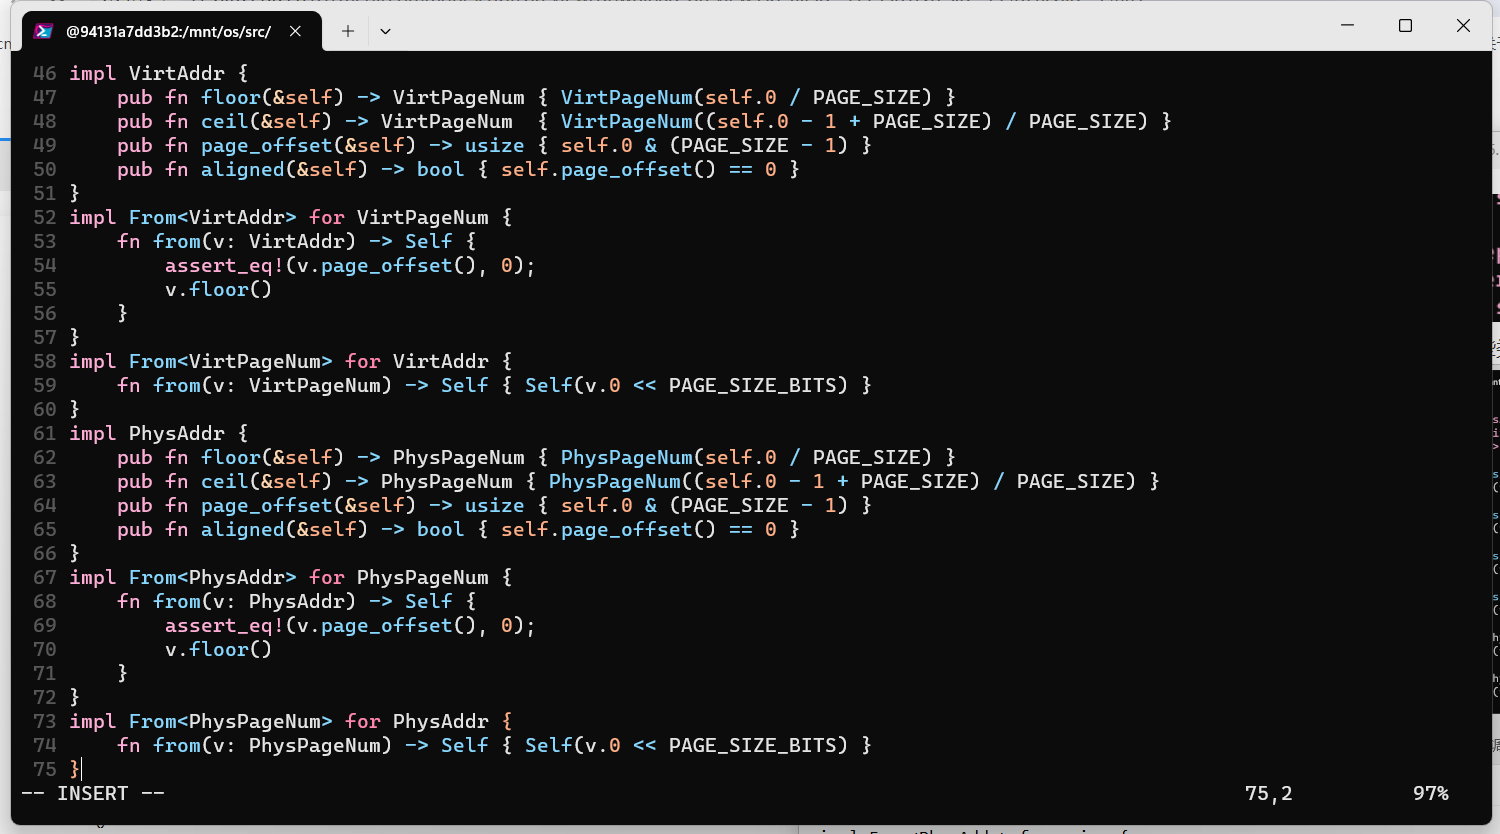 @94131a7dd3b2:/mnt/os/src/
46 impl VirtAddr {
47     pub fn floor(&self) -> VirtPageNum { VirtPageNum(self.0 / PAGE_SIZE) }
48     pub fn ceil(&self) -> VirtPageNum  { VirtPageNum((self.0 - 1 + PAGE_SIZE) / PAGE_SIZE) }
49     pub fn page_offset(&self) -> usize { self.0 & (PAGE_SIZE - 1) }
50     pub fn aligned(&self) -> bool { self.page_offset() == 0 }
51 }
52 impl From<VirtAddr> for VirtPageNum {
53     fn from(v: VirtAddr) -> Self {
54         assert_eq!(v.page_offset(), 0);
55         v.floor()
56     }
57 }
58 impl From<VirtPageNum> for VirtAddr {
59     fn from(v: VirtPageNum) -> Self { Self(v.0 << PAGE_SIZE_BITS) }
60 }
61 impl PhysAddr {
62     pub fn floor(&self) -> PhysPageNum { PhysPageNum(self.0 / PAGE_SIZE) }
63     pub fn ceil(&self) -> PhysPageNum { PhysPageNum((self.0 - 1 + PAGE_SIZE) / PAGE_SIZE) }
64     pub fn page_offset(&self) -> usize { self.0 & (PAGE_SIZE - 1) }
65     pub fn aligned(&self) -> bool { self.page_offset() == 0 }
66 }
67 impl From<PhysAddr> for PhysPageNum {
68     fn from(v: PhysAddr) -> Self {
69         assert_eq!(v.page_offset(), 0);
70         v.floor()
71     }
72 }
73 impl From<PhysPageNum> for PhysAddr {
74     fn from(v: PhysPageNum) -> Self { Self(v.0 << PAGE_SIZE_BITS) }
75 }
-- INSERT -- 75,2 97%